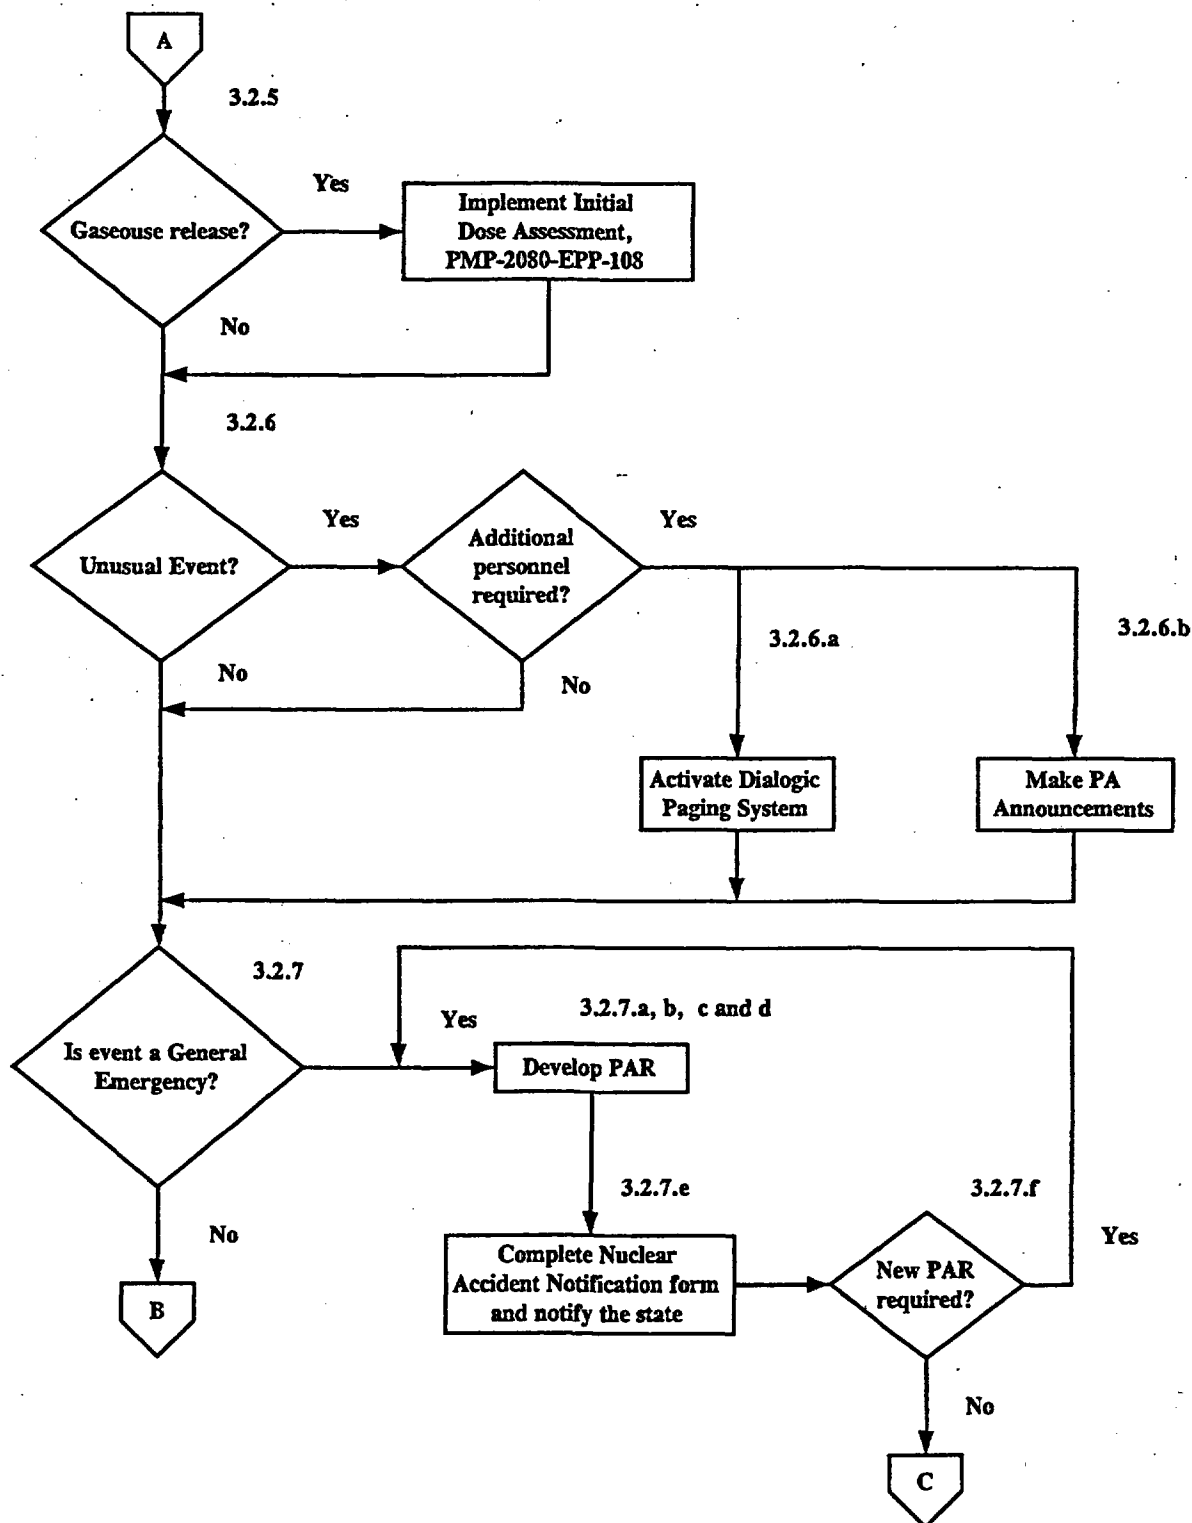 A
3.2.5
Gaseouse release?
Yes
Implement Initial
Dose Assessment,
PMP-2080-EPP-108
No
3.2.6
Unusual Event?
Yes
Additional
personnel
required?
Yes
3.2.6.a
3.2.6.b
No
No
Activate Dialogic
Paging System
Make PA
Announcements
3.2.7
Is event a General
Emergency?
Yes
3.2.7.a, b, c and d
Develop PAR
3.2.7.e
3.2.7.f
No
Complete Nuclear
Accident Notification form
and notify the state
New PAR
required?
Yes
B
No
C